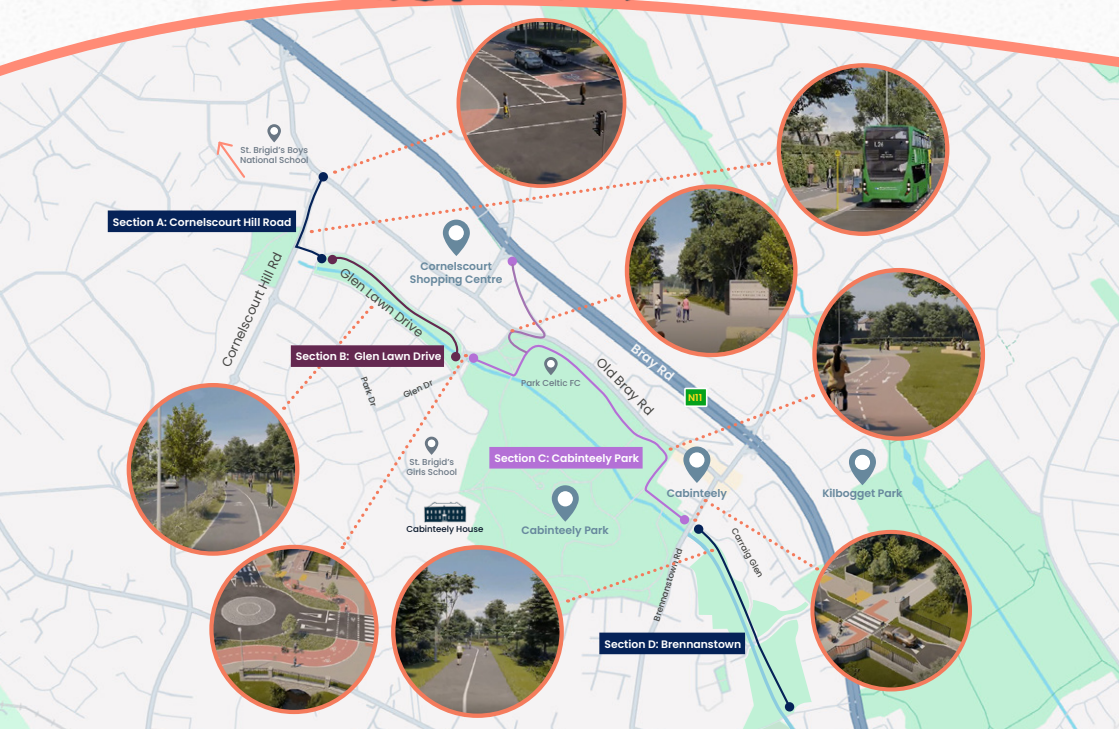 St. Brigid's Boys
National School
Section A: Cornelscourt Hill Road
Cornelscourt
Shopping Centre
Cornelscourt Hill Rd
Glen Lawn Drive
Section B: Glen Lawn Drive
Park Dr
Glen Dr
Park Celtic FC
Old Bray Rd
Bray Rd
N11
St. Brigid's
Girls School
Section C: Cabinteely Park
Cabinteely
Kilbogget Park
Cabinteely House
Cabinteely Park
Brennanstown Rd
Carraig Glen
Section D: Brennanstown